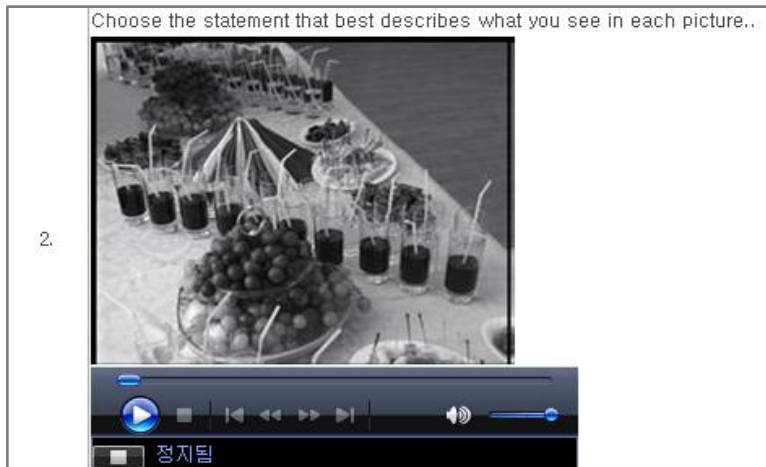 Choose the statement that best describes what you see in each picture..
2.
정지됨